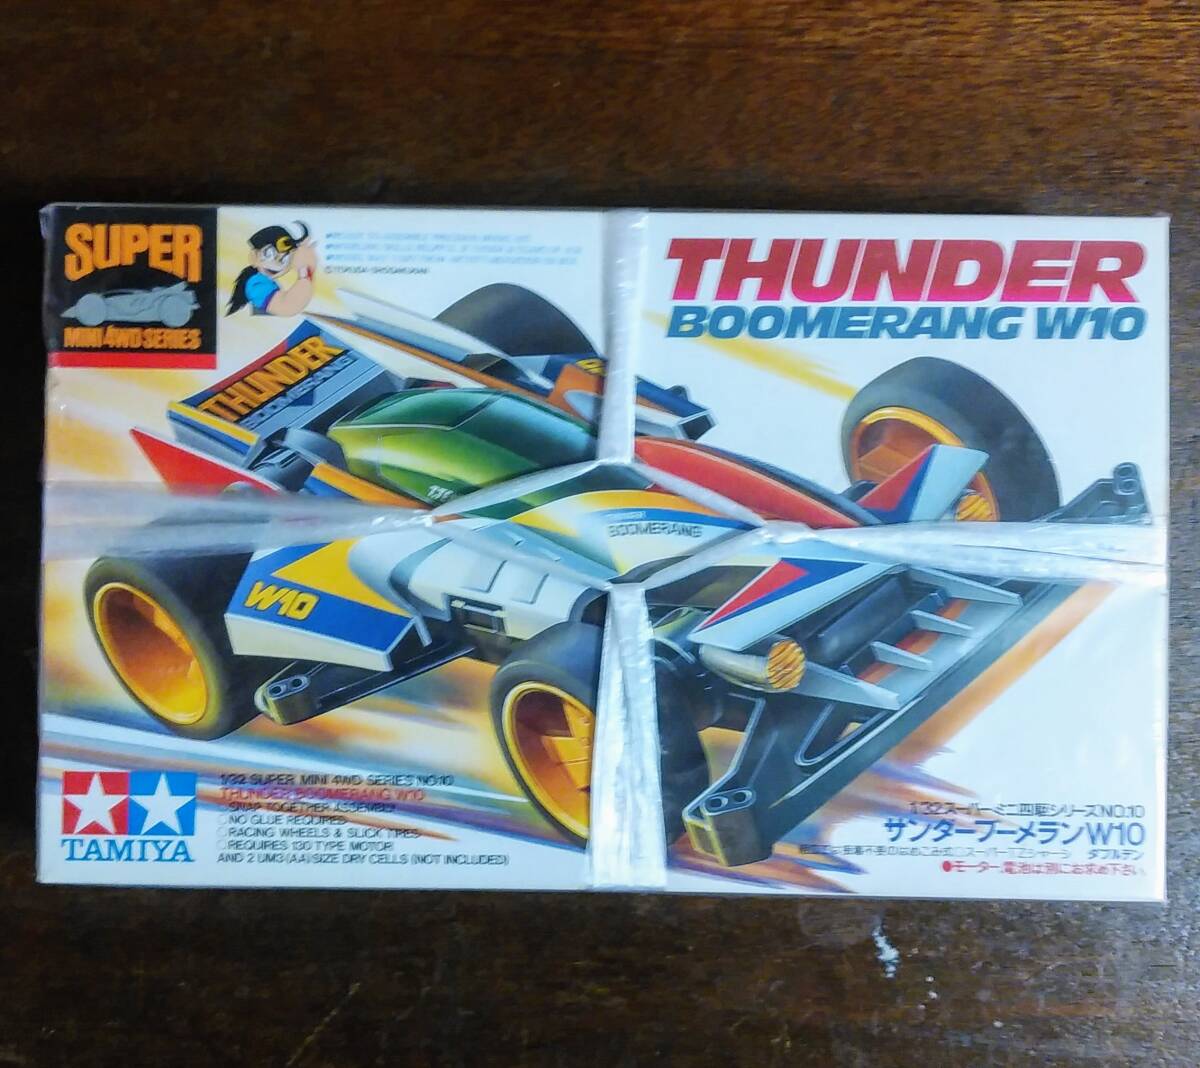 SUPER
MINI 4WD SERIES
THUNDER
BOOMERANG W10
THUNDER
BOOMERANG
BOOMERANG
W10
TAMIYA
1/32 SUPER MINI 4WD SERIES NO.10
THUNDER BOOMERANG W10
SNAP TOGETHER ASSEMBLY
○NO GLUE REQUIRED
○RACING WHEELS & SLICK TIRES
○REQUIRES 130 TYPE MOTOR
AND 2 UM3 (AA) SIZE DRY CELLS (NOT INCLUDED)
1/32スーパーミニ四駆シリーズNO.10
サンダーブーメランW10
ダブルテン
●モーター、電池は別にお求め下さい。